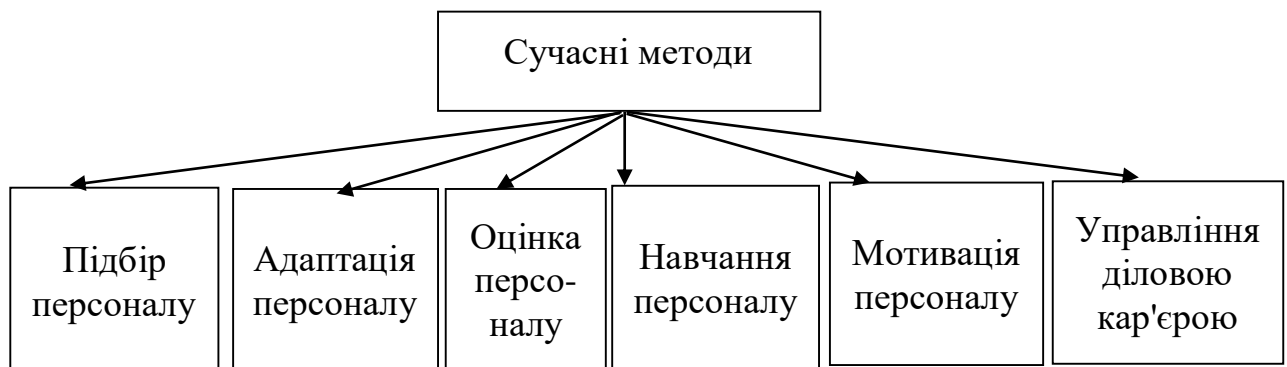 Сучасні методи
Підбір
персоналу
Адаптація
персоналу
Оцінка
персо-
налу
Навчання
персоналу
Мотивація
персоналу
Управління
діловою
кар'єрою